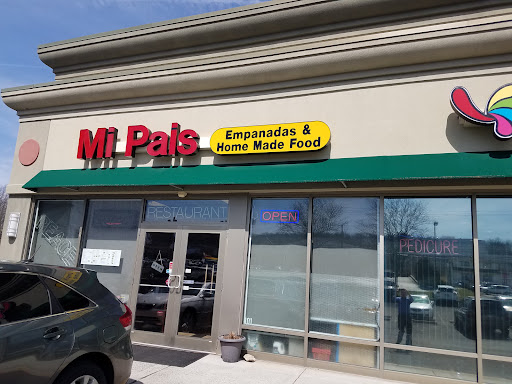 Mi Pais
Empanadas &
Home Made Food
RESTAURANT
OPEN
PEDICURE